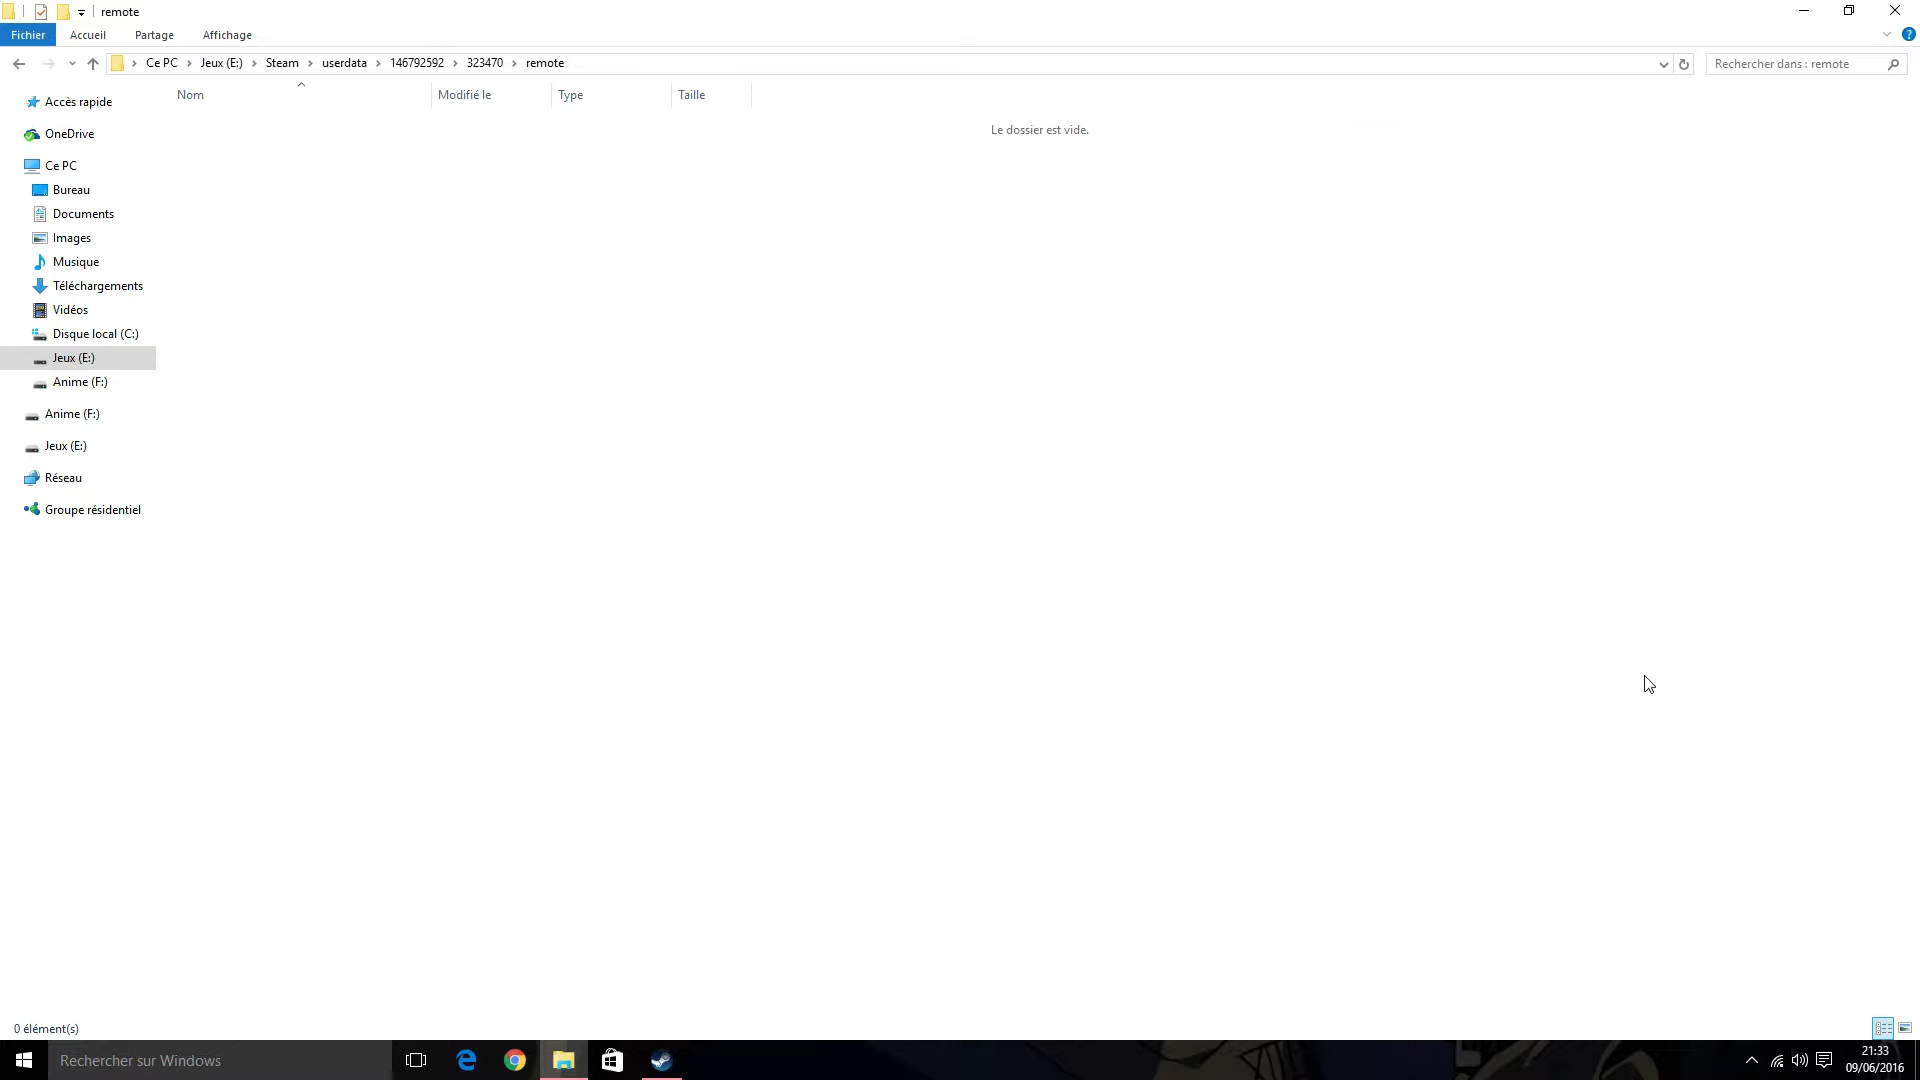 remote
Fichier Accueil Partage Affichage
Ce PC Jeux (E:) Steam userdata 146792592 323470 remote
Rechercher dans : remote
Nom Modifié le Type Taille
Le dossier est vide.
Accès rapide
OneDrive
Ce PC
Bureau
Documents
Images
Musique
Téléchargements
Vidéos
Disque local (C:)
Jeux (E:)
Anime (F:)
Anime (F:)
Jeux (E:)
Réseau
Groupe résidentiel
0 élément(s)
Rechercher sur Windows
21:33
09/06/2016